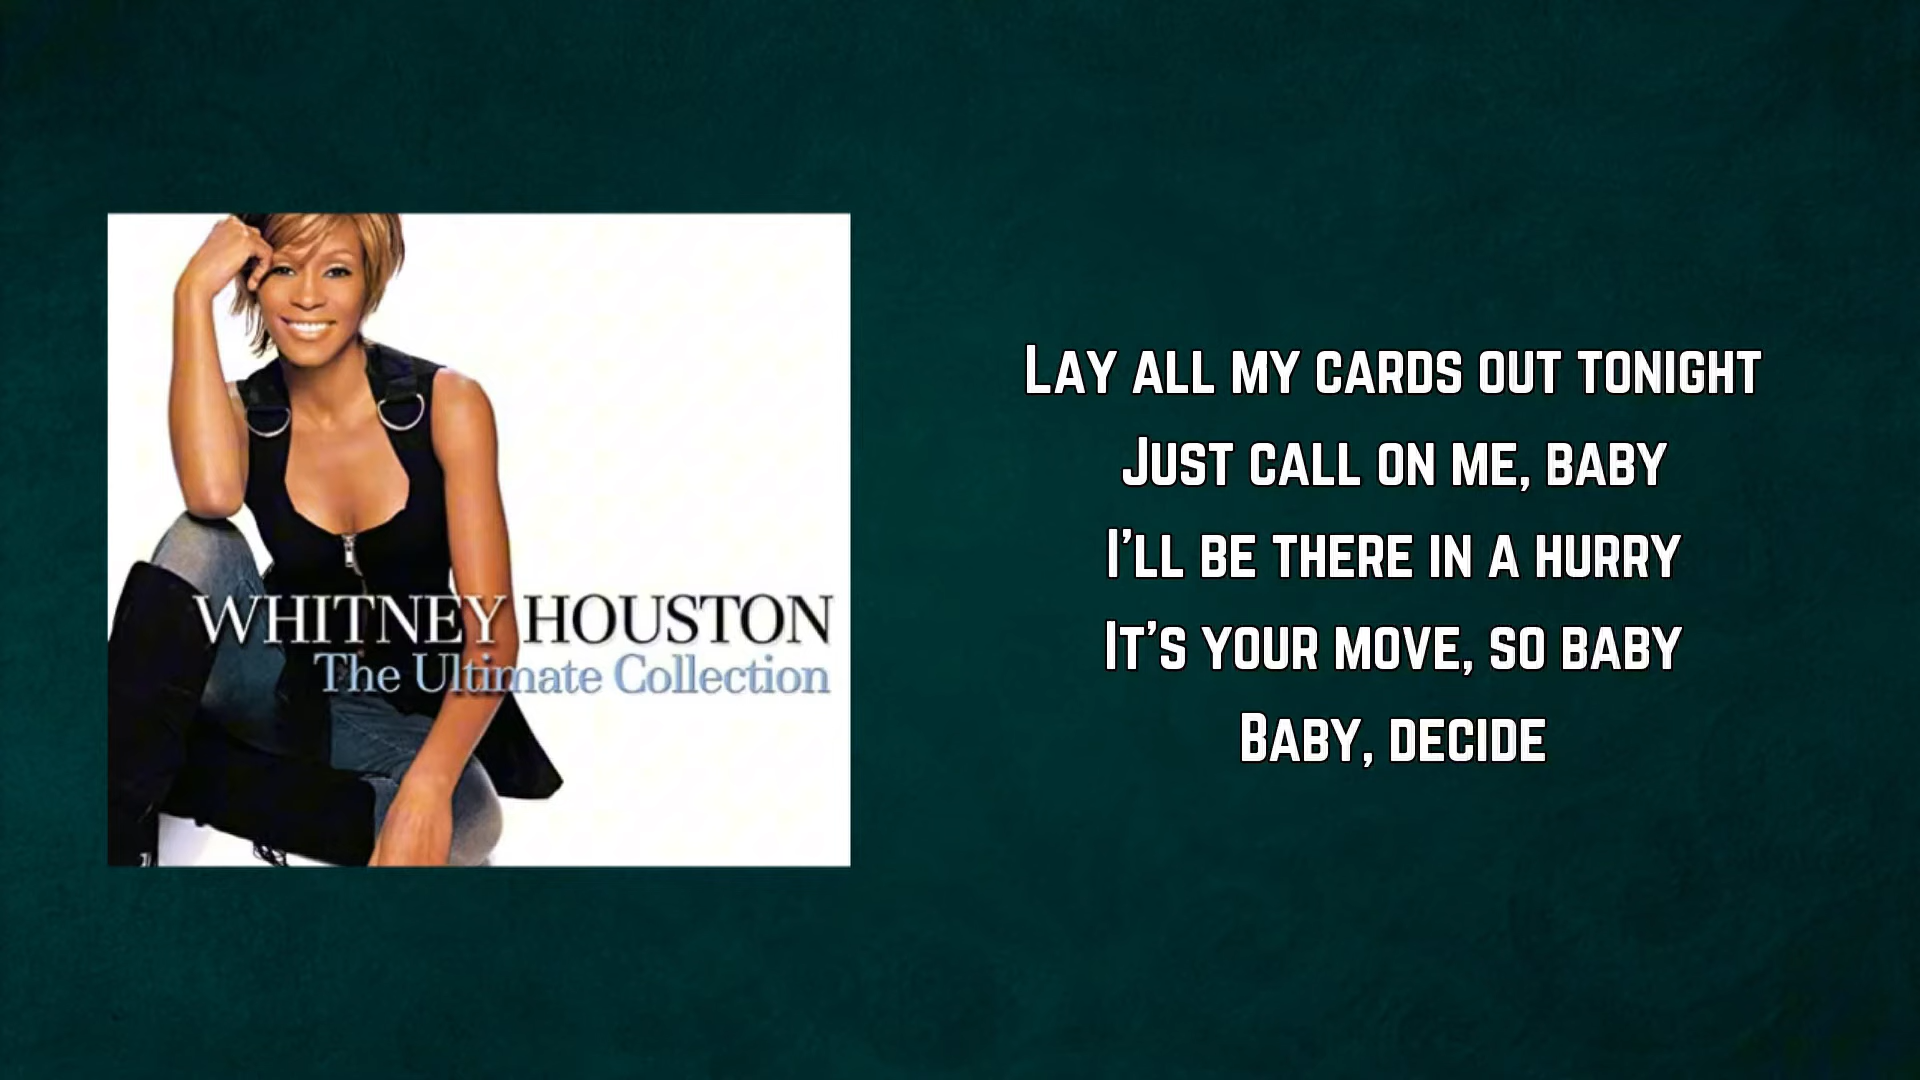 WHITNEY HOUSTON
The Ultimate Collection
Lay all my cards out tonight
Just call on me, baby
I'll be there in a hurry
It's your move, so baby
Baby, decide